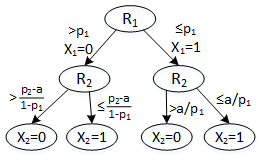 R₁
>p₁ ≤p₁
X₁=0 X₁=1
R₂ R₂
>p₂-a/1-p₁ ≤p₂-a/1-p₁ >a/p₁ ≤a/p₁
X₂=0 X₂=1 X₂=0 X₂=1